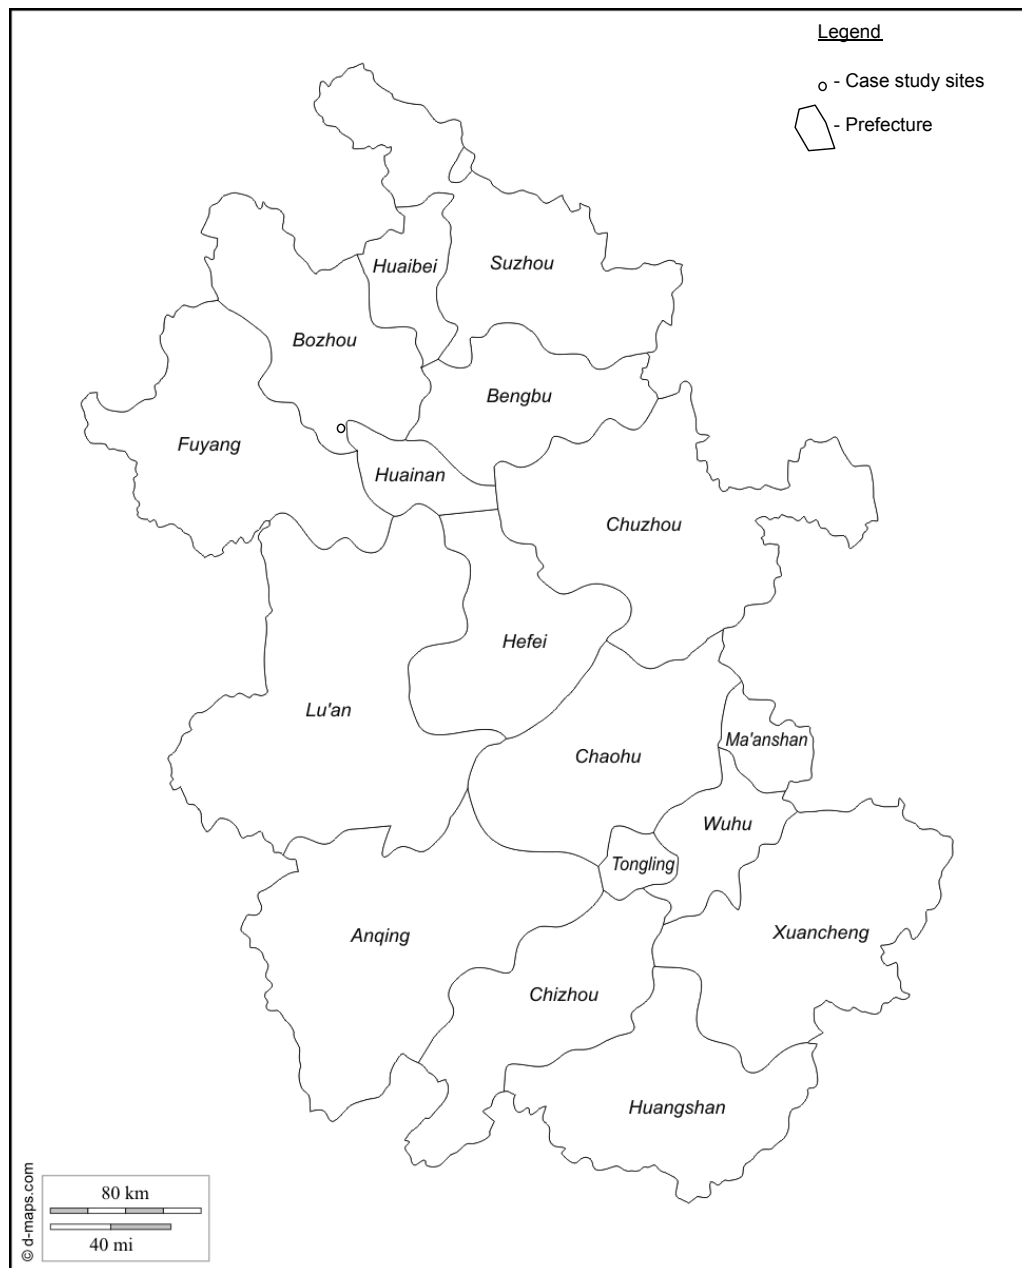 Legend
- Case study sites
- Prefecture
Huaibei
Suzhou
Bozhou
Bengbu
Fuyang
Huainan
Chuzhou
Hefei
Lu'an
Ma'anshan
Chaohu
Wuhu
Tongling
Xuancheng
Anqing
Chizhou
Huangshan
80 km
40 mi
© d-maps.com